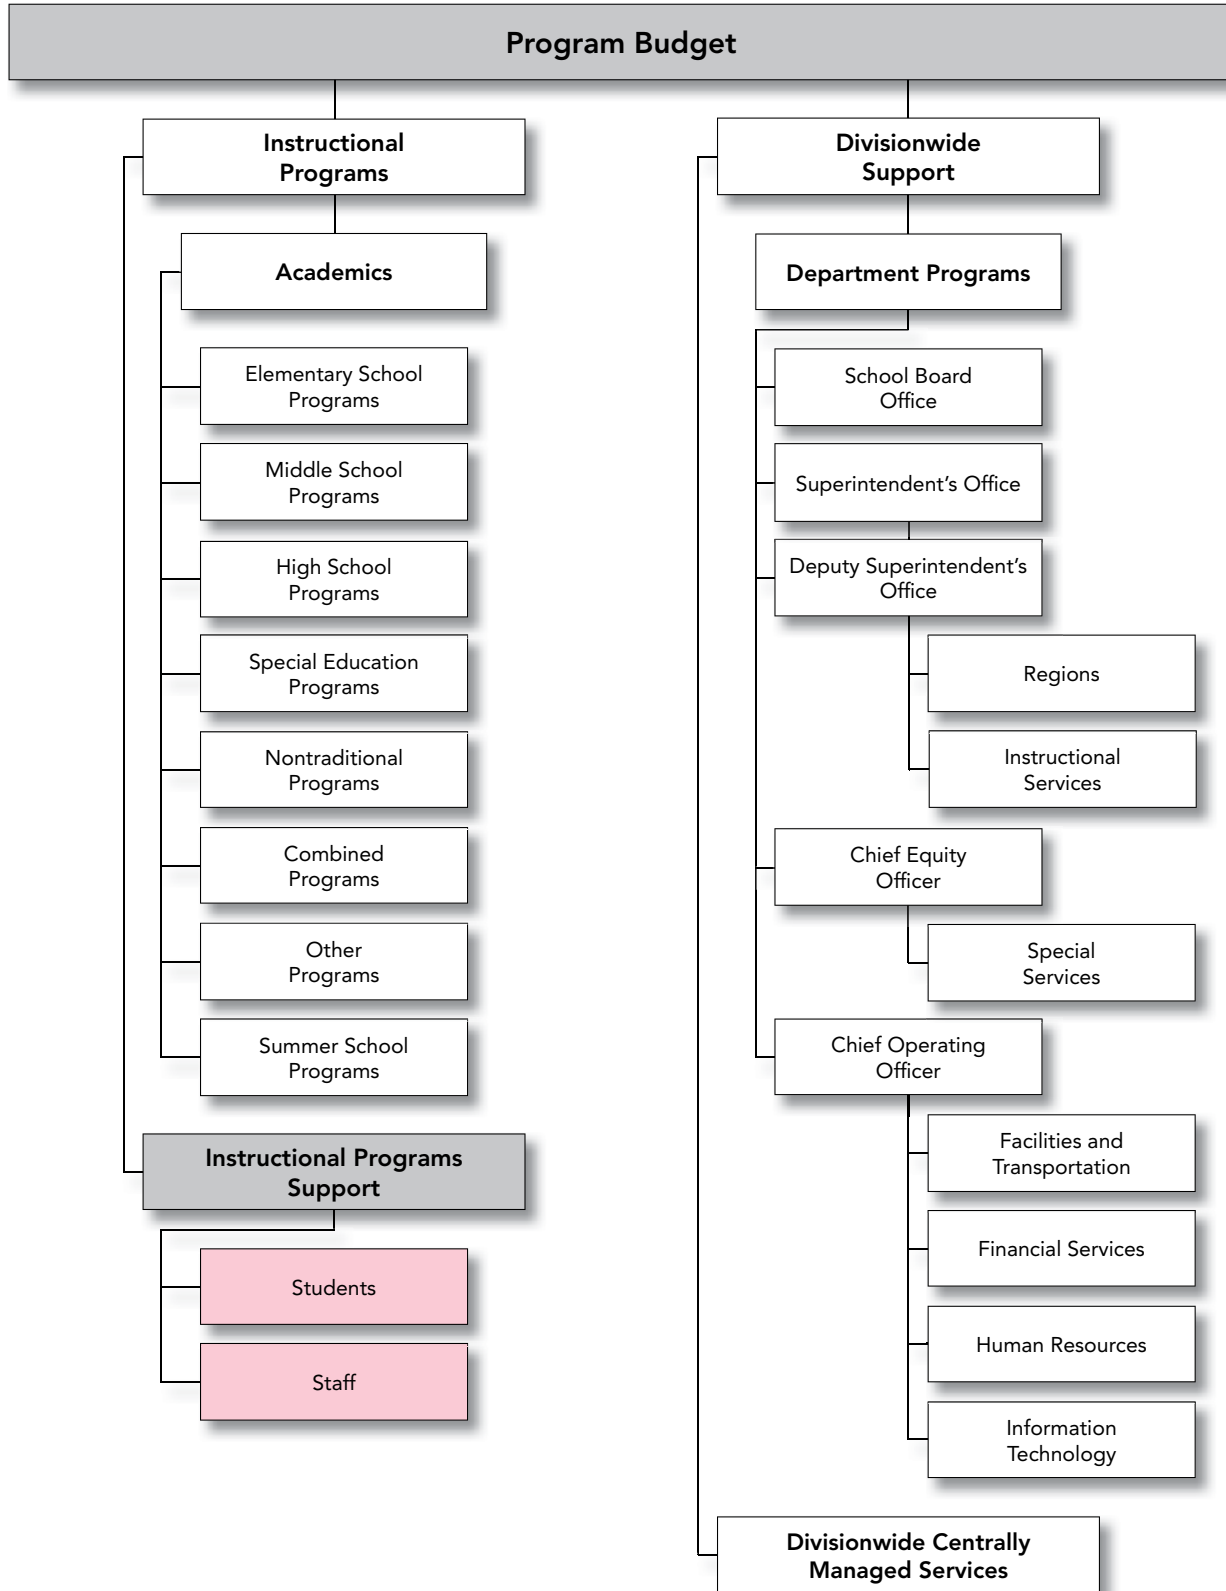 Program Budget
Instructional
Programs
Academics
Elementary School
Programs
Middle School
Programs
High School
Programs
Special Education
Programs
Nontraditional
Programs
Combined
Programs
Other
Programs
Summer School
Programs
Instructional Programs
Support
Students
Staff
Divisionwide
Support
Department Programs
School Board
Office
Superintendent’s Office
Deputy Superintendent’s
Office
Regions
Instructional
Services
Chief Equity
Officer
Special
Services
Chief Operating
Officer
Facilities and
Transportation
Financial Services
Human Resources
Information
Technology
Divisionwide Centrally
Managed Services